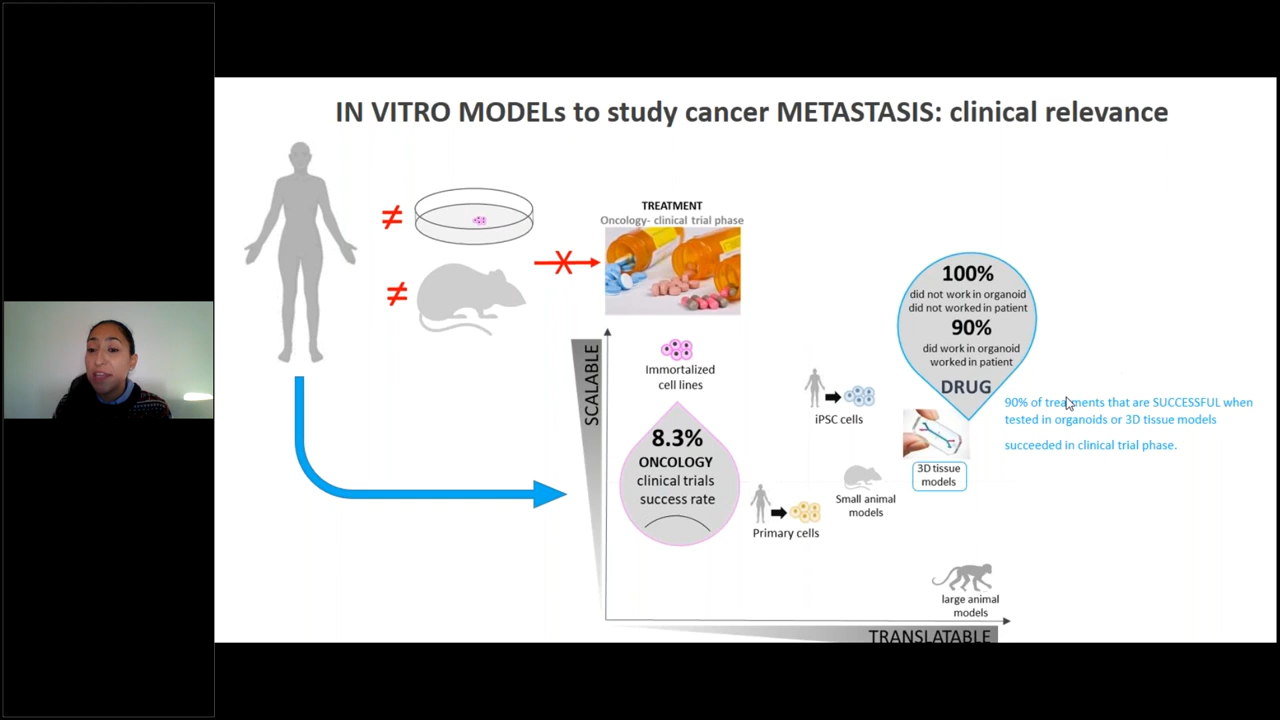 IN VITRO MODELs to study cancer METASTASIS: clinical relevance
≠
≠
TREATMENT
Oncology- clinical trial phase
X
SCALABLE
Immortalized
cell lines
8.3%
ONCOLOGY
clinical trials
success rate
iPSC cells
Primary cells
Small animal
models
100%
did not work in organoid
did not worked in patient
90%
did work in organoid
worked in patient
DRUG
3D tissue
models
90% of treatments that are SUCCESSFUL when
tested in organoids or 3D tissue models
succeeded in clinical trial phase.
large animal
models
TRANSLATABLE